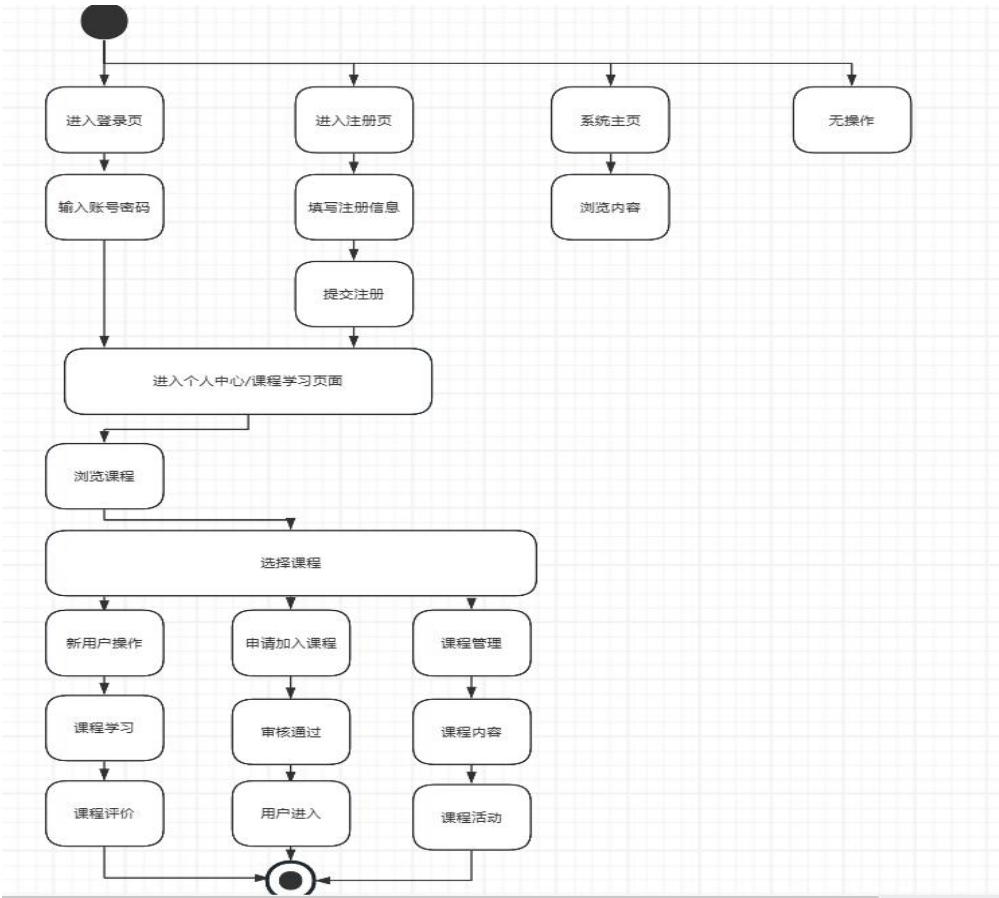 进入登录页
进入注册页
系统主页
无操作
输入账号密码
填写注册信息
浏览内容
提交注册
进入个人中心/课程学习页面
浏览课程
选择课程
新用户操作
申请加入课程
课程管理
课程学习
审核通过
课程内容
课程评价
用户进入
课程活动